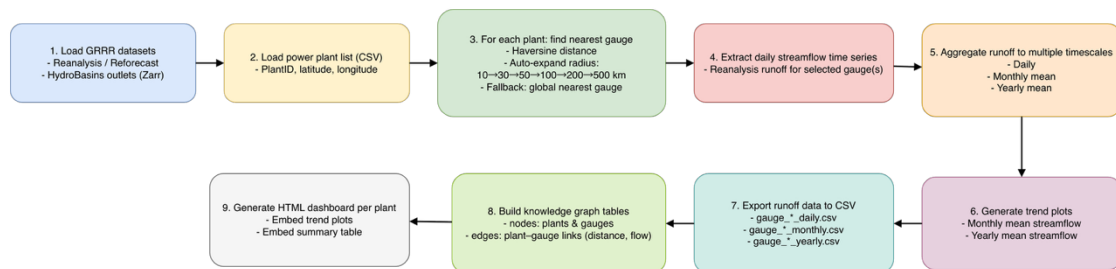 1. Load GRRR datasets
- Reanalysis / Reforecast
- HydroBasins outlets (Zarr)
2. Load power plant list (CSV)
- PlantID, latitude, longitude
3. For each plant: find nearest gauge
- Haversine distance
- Auto-expand radius:
10→30→50→100→200→500 km
- Fallback: global nearest gauge
4. Extract daily streamflow time series
- Reanalysis runoff for selected gauge(s)
5. Aggregate runoff to multiple timescales
- Daily
- Monthly mean
- Yearly mean
6. Generate trend plots
- Monthly mean streamflow
- Yearly mean streamflow
7. Export runoff data to CSV
- gauge_*_daily.csv
- gauge_*_monthly.csv
- gauge_*_yearly.csv
8. Build knowledge graph tables
- nodes: plants & gauges
- edges: plant–gauge links (distance, flow)
9. Generate HTML dashboard per plant
- Embed trend plots
- Embed summary table